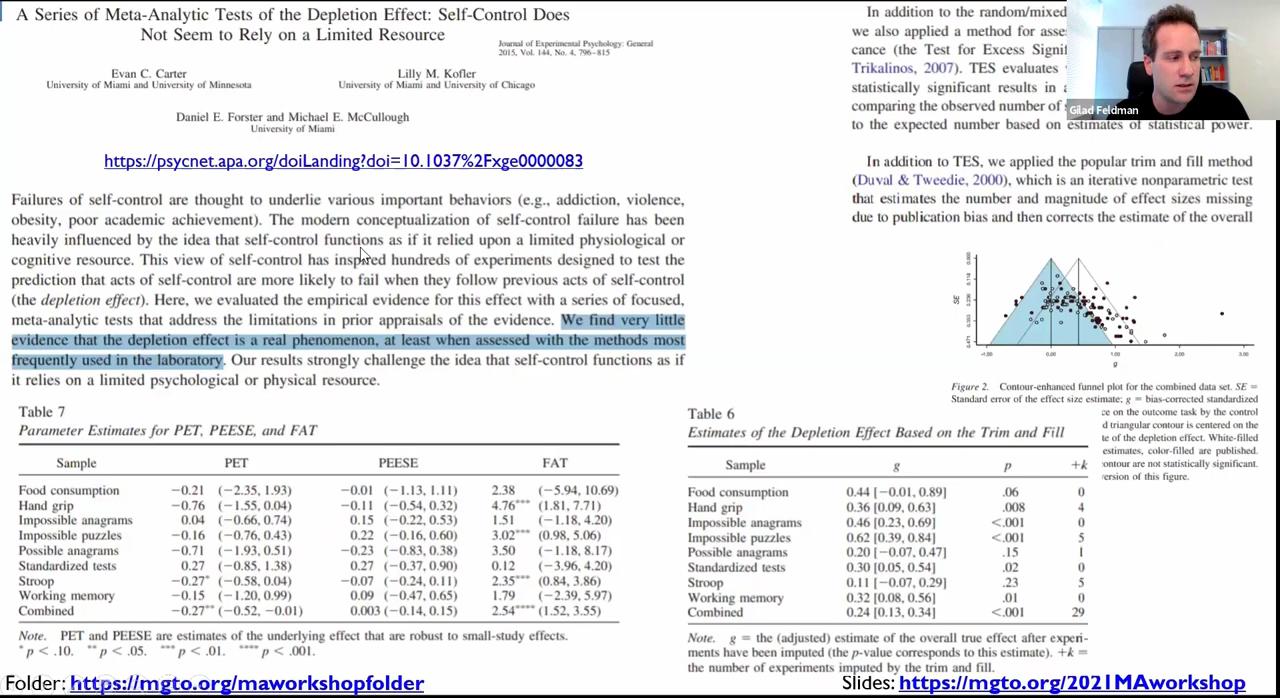 A Series of Meta-Analytic Tests of the Depletion Effect: Self-Control Does
Not Seem to Rely on a Limited Resource
Journal of Experimental Psychology: General
2015, Vol. 144, No. 4, 796–815
Evan C. Carter
University of Miami and University of Minnesota
Lilly M. Kofler
University of Miami and University of Chicago
Daniel E. Forster and Michael E. McCullough
University of Miami
https://psycnet.apa.org/doiLanding?doi=10.1037%2Fxge0000083
Failures of self-control are thought to underlie various important behaviors (e.g., addiction, violence,
obesity, poor academic achievement). The modern conceptualization of self-control failure has been
heavily influenced by the idea that self-control functions as if it relied upon a limited physiological or
cognitive resource. This view of self-control has inspired hundreds of experiments designed to test the
prediction that acts of self-control are more likely to fail when they follow previous acts of self-control
(the depletion effect). Here, we evaluated the empirical evidence for this effect with a series of focused,
meta-analytic tests that address the limitations in prior appraisals of the evidence. We find very little
evidence that the depletion effect is a real phenomenon, at least when assessed with the methods most
frequently used in the laboratory. Our results strongly challenge the idea that self-control functions as if
it relies on a limited psychological or physical resource.
Table 7
Parameter Estimates for PET, PEESE, and FAT
Sample PET PEESE FAT
Food consumption −0.21 (−2.35, 1.93) −0.01 (−1.13, 1.11) 2.38 (−5.94, 10.69)
Hand grip −0.76 (−1.55, 0.04) −0.11 (−0.54, 0.32) 4.76*** (1.81, 7.71)
Impossible anagrams 0.04 (−0.66, 0.74) 0.15 (−0.22, 0.53) 1.51 (−1.18, 4.20)
Impossible puzzles −0.16 (−0.76, 0.43) 0.22 (−0.16, 0.60) 3.02*** (0.98, 5.06)
Possible anagrams −0.71 (−1.93, 0.51) −0.23 (−0.83, 0.38) 3.50 (−1.18, 8.17)
Standardized tests 0.27 (−0.85, 1.38) 0.27 (−0.37, 0.90) 0.12 (−3.96, 4.20)
Stroop −0.27* (−0.58, 0.04) −0.07 (−0.24, 0.11) 2.35*** (0.84, 3.86)
Working memory −0.15 (−1.20, 0.99) 0.09 (−0.47, 0.65) 1.79 (−2.39, 5.97)
Combined −0.27** (−0.52, −0.01) 0.003 (−0.14, 0.15) 2.54**** (1.52, 3.55)
Note. PET and PEESE are estimates of the underlying effect that are robust to small-study effects.
* p < .10. ** p < .05. *** p < .01. **** p < .001.
Folder: https://mgto.org/maworkshopfolder
In addition to the random/mixed
we also applied a method for asse
cance (the Test for Excess Signif
Trikalinos, 2007). TES evaluates
statistically significant results in a
comparing the observed number of
to the expected number based on estimates of statistical power.
Gilad Feldman
In addition to TES, we applied the popular trim and fill method
(Duval & Tweedie, 2000), which is an iterative nonparametric test
that estimates the number and magnitude of effect sizes missing
due to publication bias and then corrects the estimate of the overall
SE
-1.00 0.00 1.00 2.00 3.00
g
Figure 2. Contour-enhanced funnel plot for the combined data set. SE =
Standard error of the effect size estimate; g = bias-corrected standardized
ce on the outcome task by the control
d triangular contour is centered on the
te of the depletion effect. White-filled
estimates, color-filled are published.
ontour are not statistically significant.
ersion of this figure.
Table 6
Estimates of the Depletion Effect Based on the Trim and Fill
Sample g p +k
Food consumption 0.44 [−0.01, 0.89] .06 0
Hand grip 0.36 [0.09, 0.63] .008 4
Impossible anagrams 0.46 [0.23, 0.69] <.001 0
Impossible puzzles 0.62 [0.39, 0.84] <.001 5
Possible anagrams 0.20 [−0.07, 0.47] .15 1
Standardized tests 0.30 [0.05, 0.54] .02 0
Stroop 0.11 [−0.07, 0.29] .23 5
Working memory 0.32 [0.08, 0.56] .01 0
Combined 0.24 [0.13, 0.34] <.001 29
Note. g = the (adjusted) estimate of the overall true effect after experi-
ments have been imputed (the p-value corresponds to this estimate). +k =
the number of experiments imputed by the trim and fill.
Slides: https://mgto.org/2021MAworkshop